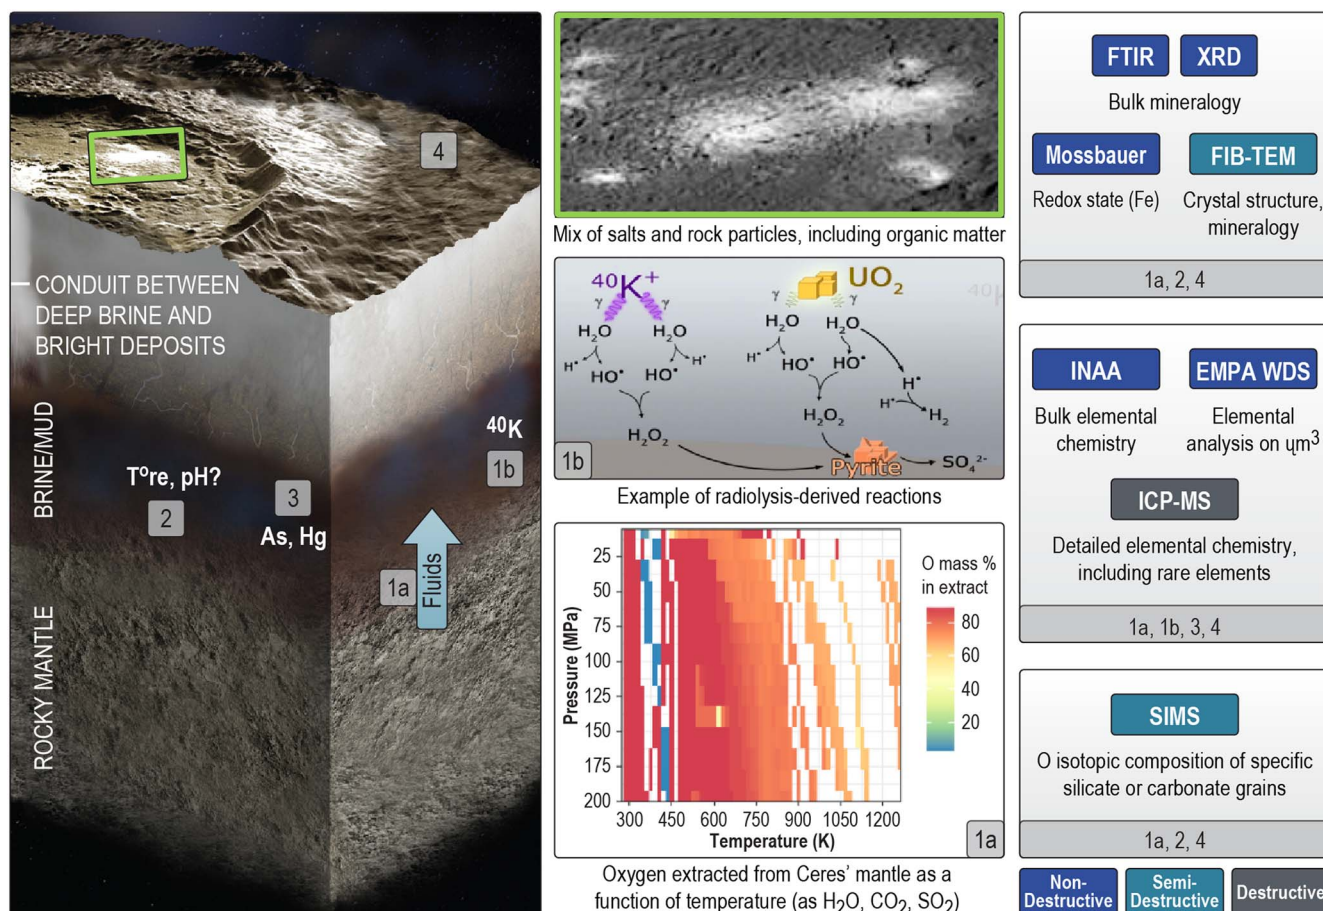 4
CONDUIT BETWEEN
DEEP BRINE AND
BRIGHT DEPOSITS
BRINE/MUD
ROCKY MANTLE
40K
1b
Tºre, pH?
2
3
As, Hg
1a
Fluids
Mix of salts and rock particles, including organic matter
40K+
UO2
40K
γ
γ
γ
γ
H2O
H2O
H2O
H2O
H•
HO•
HO•
H•
H•
HO•
HO•
H•
H•
H2
H2O2
H2O2
Pyrite
SO4 2-
1b
Example of radiolysis-derived reactions
Pressure (MPa)
25
50
75
100
125
150
175
200
300
450
600
750
900
1050
1200
Temperature (K)
O mass %
in extract
80
60
40
20
1a
Oxygen extracted from Ceres' mantle as a
function of temperature (as H2O, CO2, SO2)
FTIR
XRD
Bulk mineralogy
Mossbauer
FIB-TEM
Redox state (Fe)
Crystal structure,
mineralogy
1a, 2, 4
INAA
EMPA WDS
Bulk elemental
chemistry
Elemental
analysis on ɥm3
ICP-MS
Detailed elemental chemistry,
including rare elements
1a, 1b, 3, 4
SIMS
O isotopic composition of specific
silicate or carbonate grains
1a, 2, 4
Non-
Destructive
Semi-
Destructive
Destructive